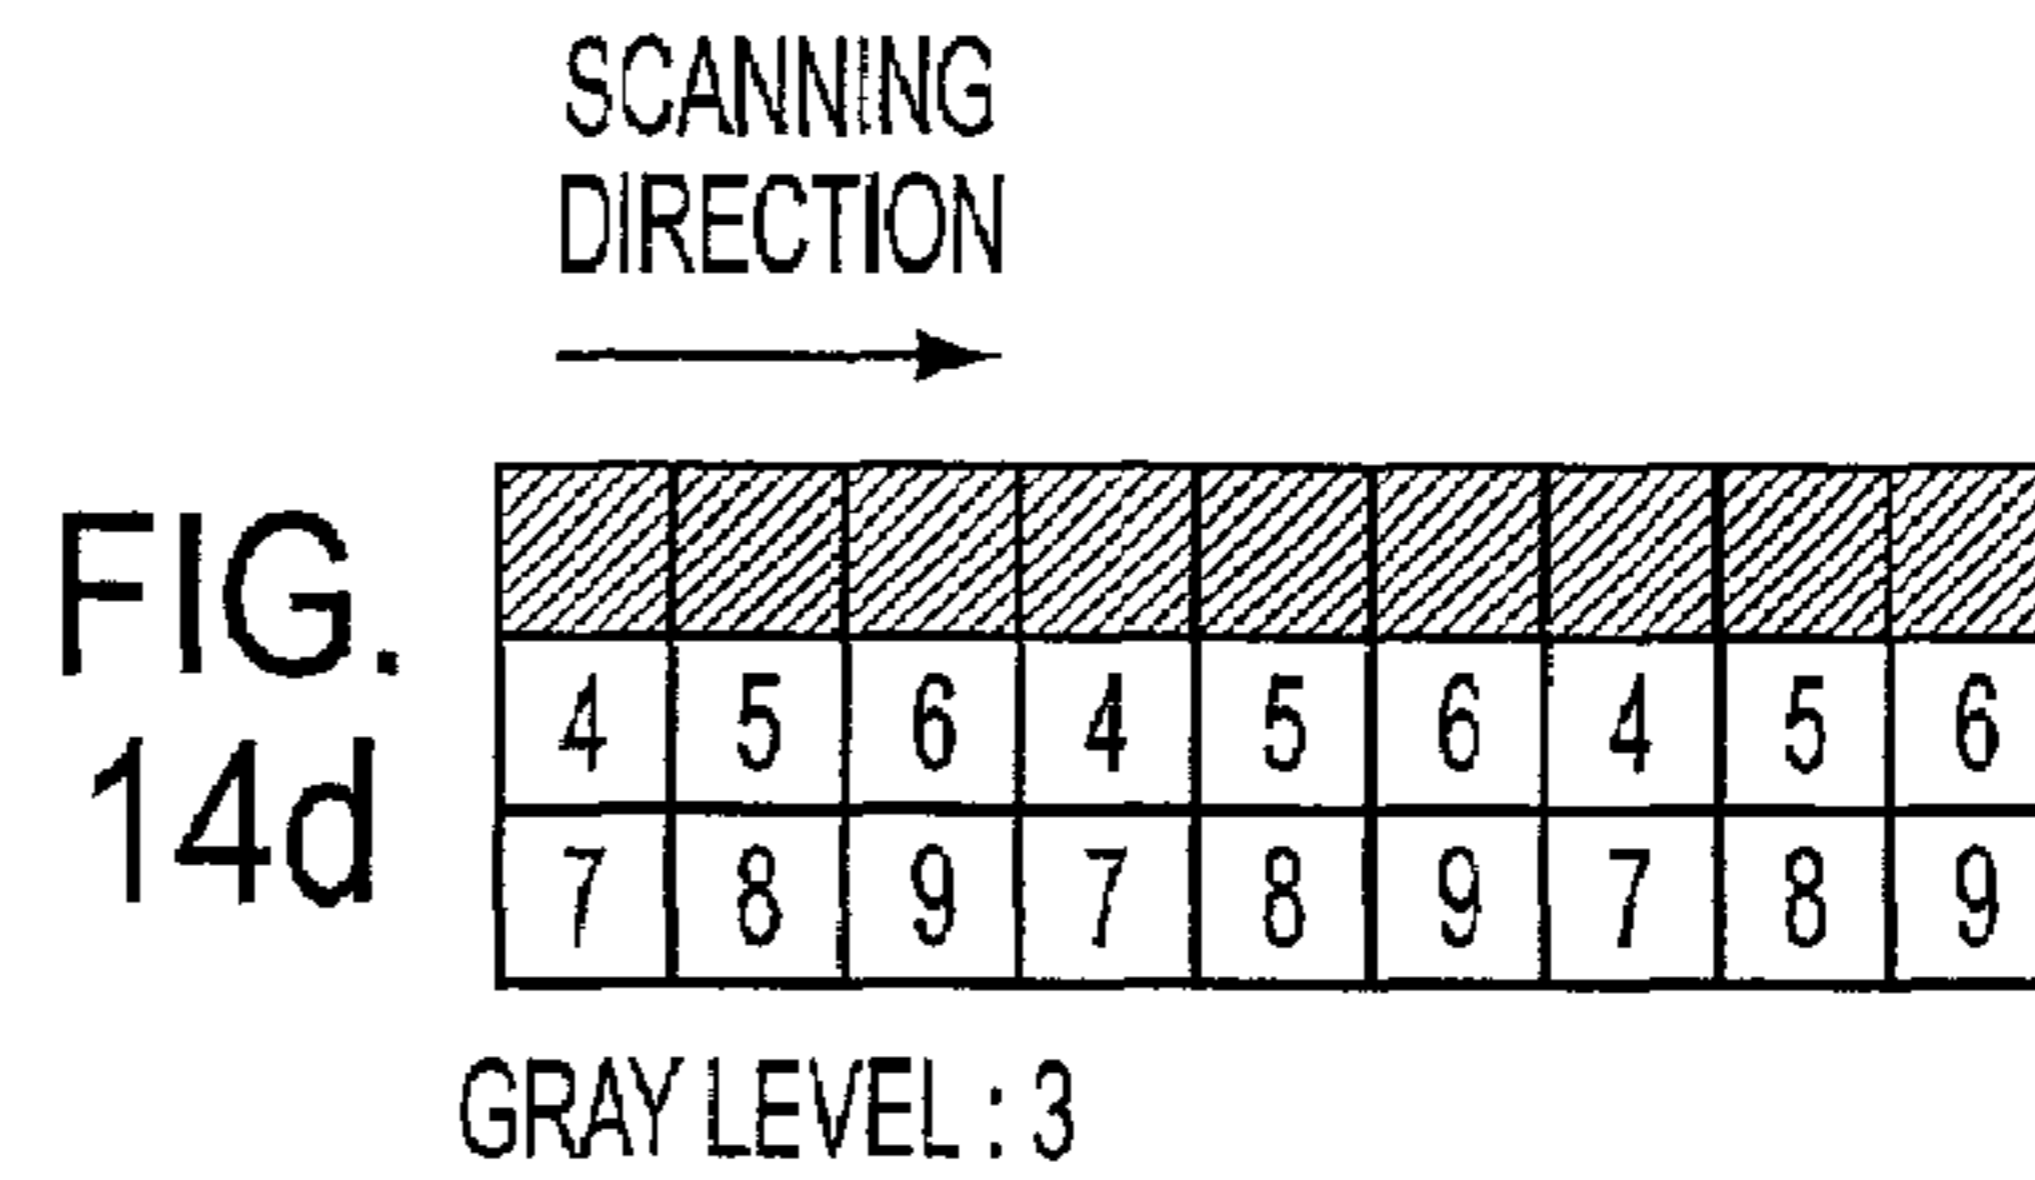 SCANNING
DIRECTION
FIG.
14d
4 5 6 4 5 6 4 5 6
7 8 9 7 8 9 7 8 9
GRAY LEVEL : 3